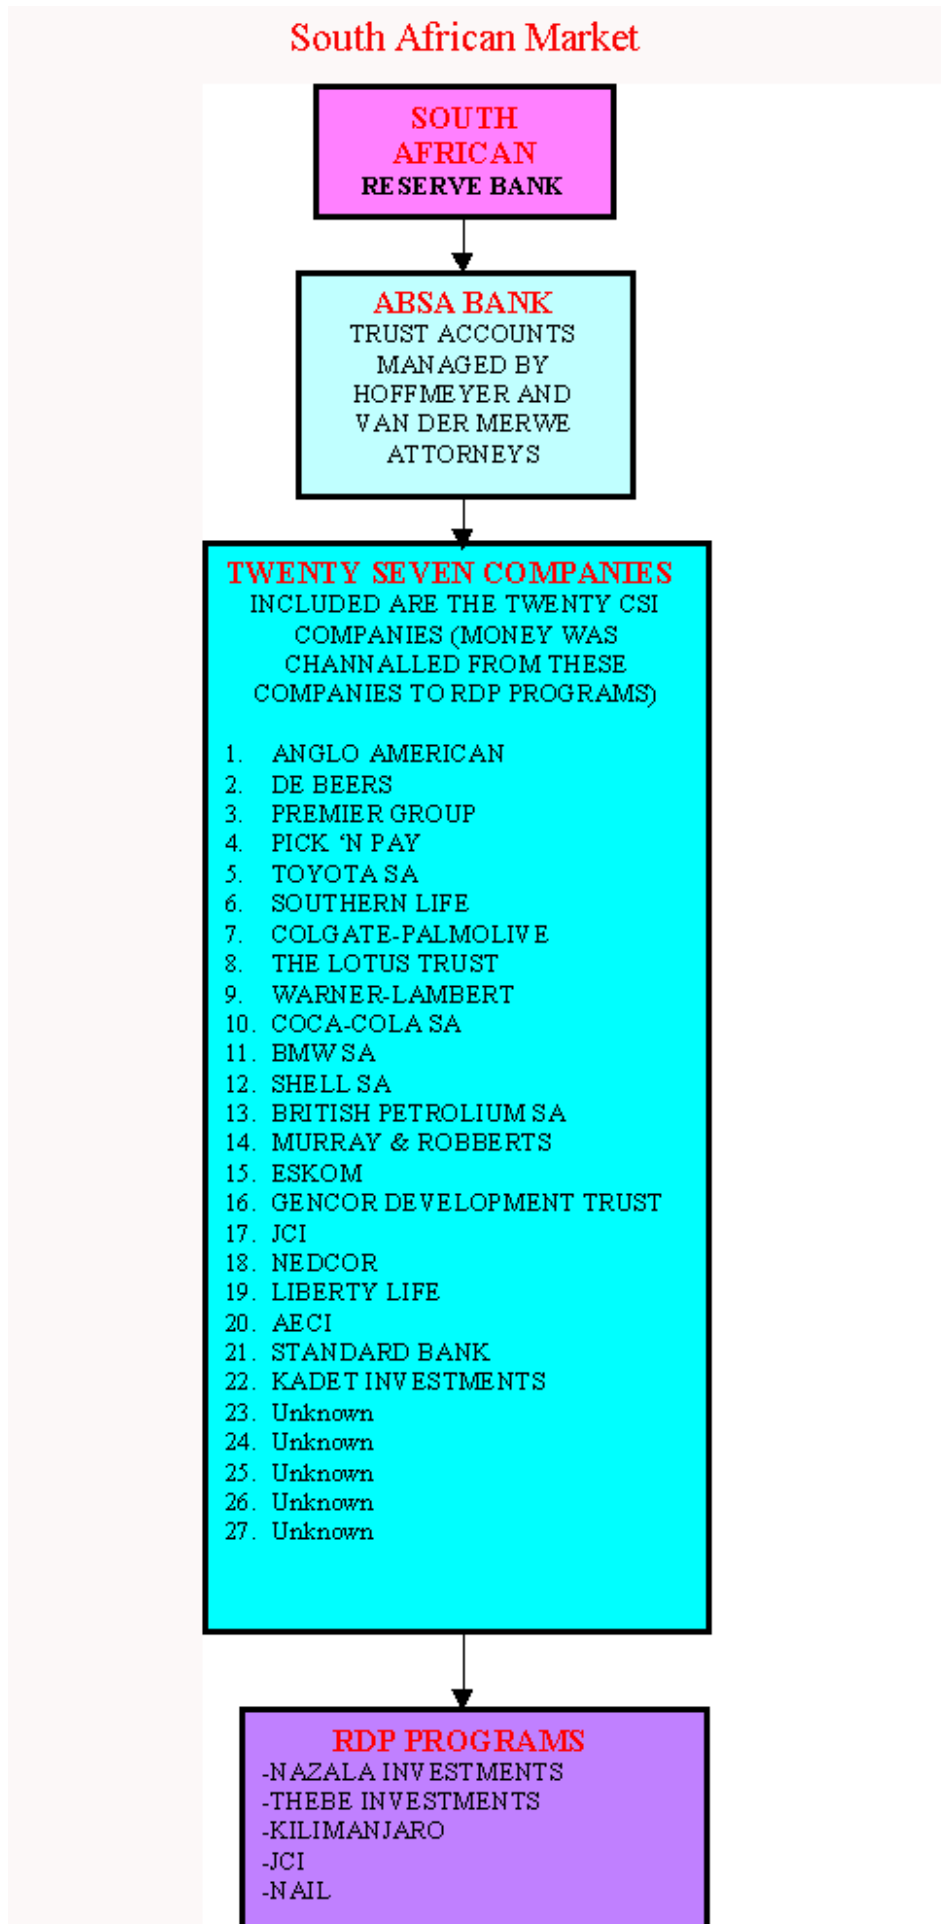 South African Market
SOUTH
AFRICAN
RESERVE BANK
ABSA BANK
TRUST ACCOUNTS
MANAGED BY
HOFFMEYER AND
VAN DER MERWE
ATTORNEYS
TWENTY SEVEN COMPANIES
INCLUDED ARE THE TWENTY CSI
COMPANIES (MONEY WAS
CHANNALLED FROM THESE
COMPANIES TO RDP PROGRAMS)
1. ANGLO AMERICAN
2. DE BEERS
3. PREMIER GROUP
4. PICK ‘N PAY
5. TOYOTA SA
6. SOUTHERN LIFE
7. COLGATE-PALMOLIVE
8. THE LOTUS TRUST
9. WARNER-LAMBERT
10. COCA-COLA SA
11. BMW SA
12. SHELL SA
13. BRITISH PETROLIUM SA
14. MURRAY & ROBBERTS
15. ESKOM
16. GENCOR DEVELOPMENT TRUST
17. JCI
18. NEDCOR
19. LIBERTY LIFE
20. AECI
21. STANDARD BANK
22. KADET INVESTMENTS
23. Unknown
24. Unknown
25. Unknown
26. Unknown
27. Unknown
RDP PROGRAMS
-NAZALA INVESTMENTS
-THEBE INVESTMENTS
-KILIMANJARO
-JCI
-NAIL